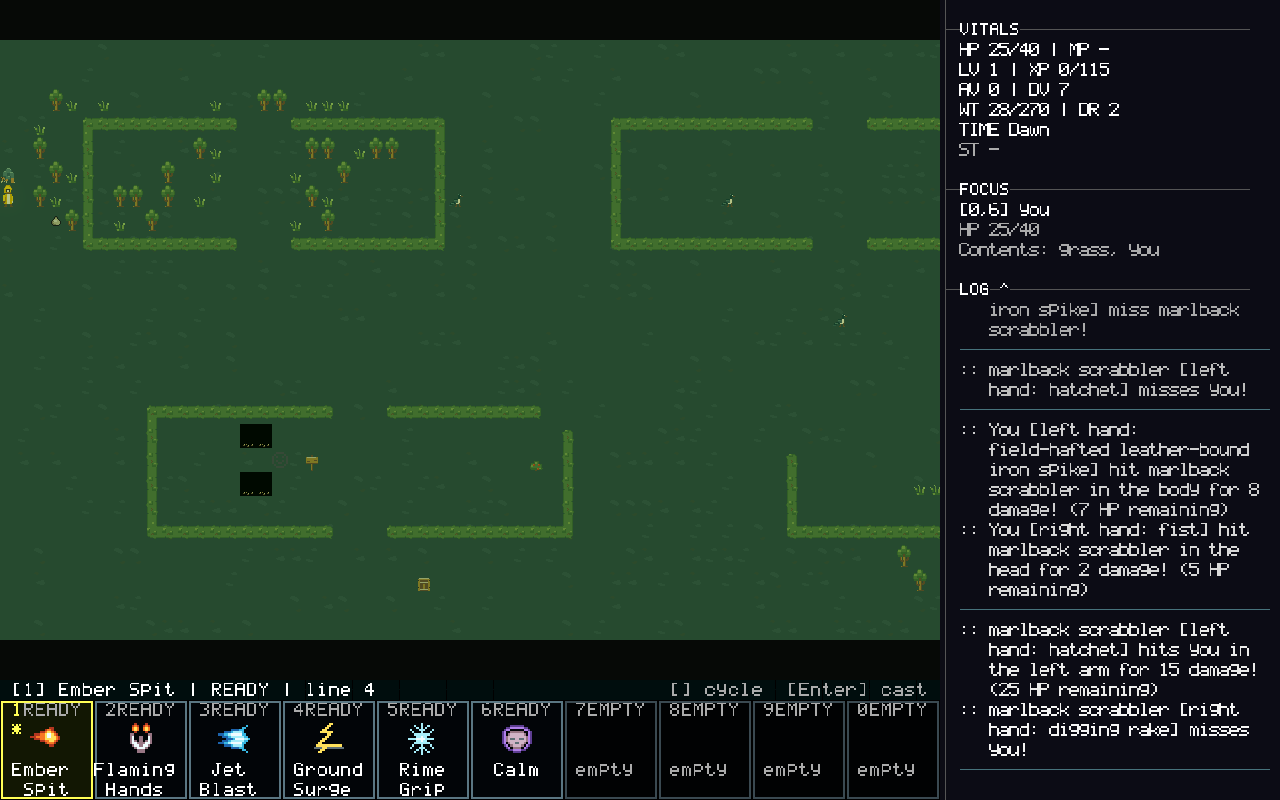 VITALS
HP 25/40 | MP -
LV 1 | XP 0/115
AV 0 | DV 7
WT 28/270 | DR 2
TIME Dawn
ST -
FOCUS
[0,6] You
HP 25/40
Contents: grass, You
LOG ^
iron spike] miss marlback
scrabbler!
:: marlback scrabbler [left
hand: hatchet] misses You!
:: You [left hand:
field-hafted leather-bound
iron spike] hit marlback
scrabbler in the body for 8
damage! (7 HP remaining)
:: You [right hand: fist] hit
marlback scrabbler in the
head for 2 damage! (5 HP
remaining)
:: marlback scrabbler [left
hand: hatchet] hits You in
the left arm for 15 damage!
(25 HP remaining)
:: marlback scrabbler [right
hand: digging rake] misses
You!
[1] Ember Spit | READY | line 4
[] cycle [Enter] cast
1READY 2READY 3READY 4READY 5READY 6READY 7EMPTY 8EMPTY 9EMPTY 0EMPTY
*
Ember Spit
Flaming Hands
Jet Blast
Ground Surge
Rime Grip
Calm
empty
empty
empty
empty